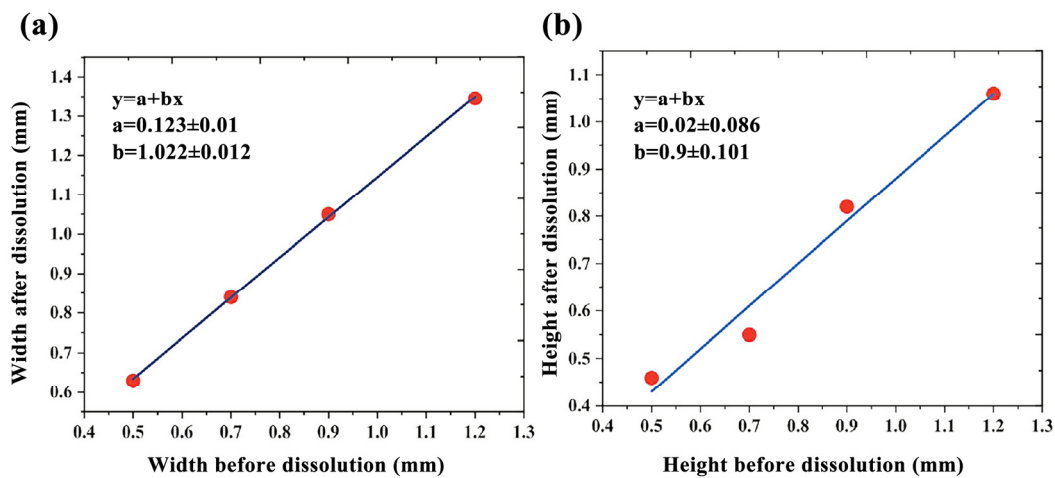 (a)
y=a+bx
a=0.123±0.01
b=1.022±0.012
Width after dissolution (mm)
1.4
1.3
1.2
1.1
1.0
0.9
0.8
0.7
0.6
0.4 0.5 0.6 0.7 0.8 0.9 1.0 1.1 1.2 1.3
Width before dissolution (mm)
(b)
y=a+bx
a=0.02±0.086
b=0.9±0.101
Height after dissolution (mm)
1.1
1.0
0.9
0.8
0.7
0.6
0.5
0.4
0.4 0.5 0.6 0.7 0.8 0.9 1.0 1.1 1.2 1.3
Height before dissolution (mm)